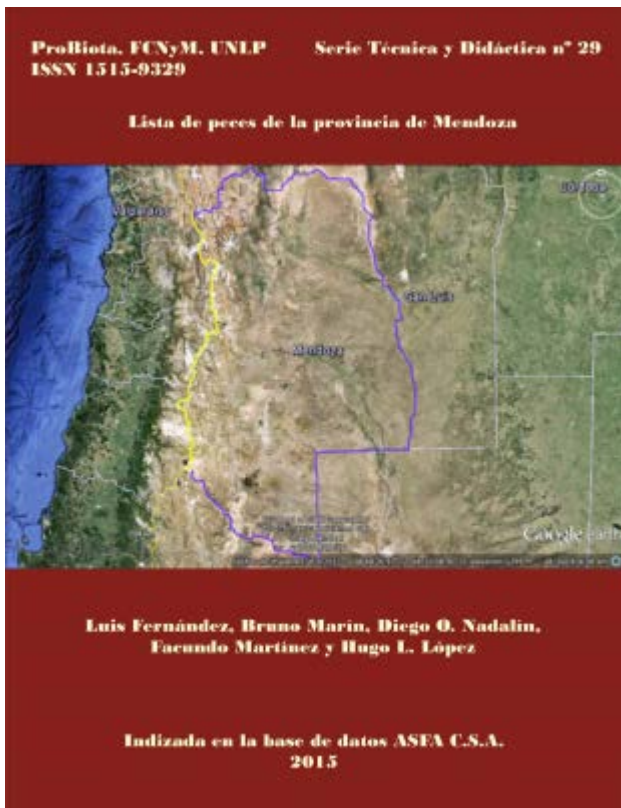 ProBiota, FCNyM, UNLP
Serie Técnica y Didáctica nº 29
ISSN 1515-9329
Lista de peces de la provincia de Mendoza
Valparaíso
Córdoba
San Luis
Mendoza
Google earth
Luis Fernández, Bruno Marín, Diego O. Nadalin,
Facundo Martínez y Hugo L. López
Indizada en la base de datos ASFA C.S.A.
2015